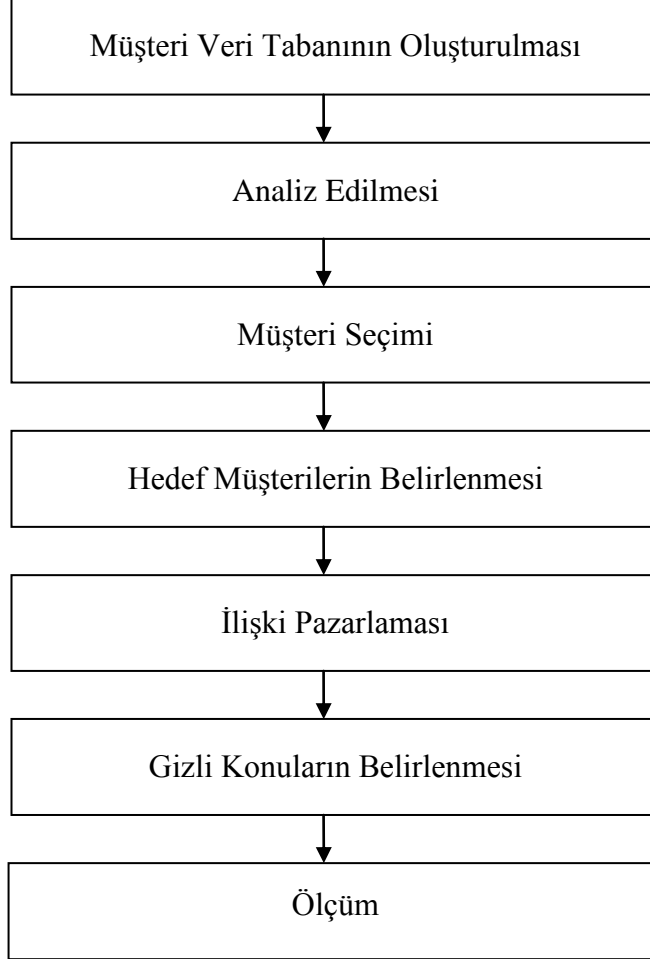 Müşteri Veri Tabanının Oluşturulması
Analiz Edilmesi
Müşteri Seçimi
Hedef Müşterilerin Belirlenmesi
İlişki Pazarlaması
Gizli Konuların Belirlenmesi
Ölçüm